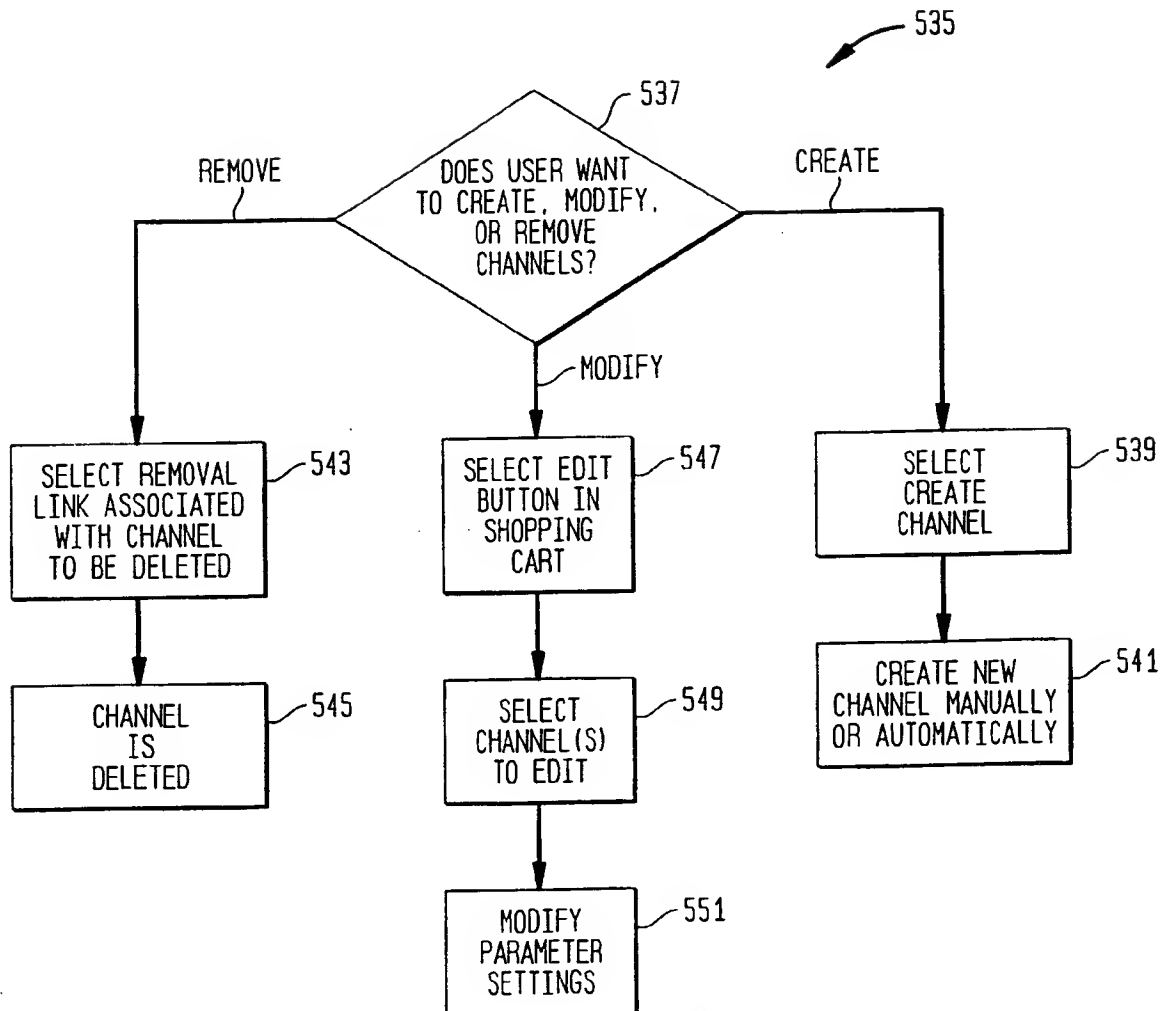 535
537
DOES USER WANT
TO CREATE, MODIFY,
OR REMOVE
CHANNELS?
REMOVE
CREATE
MODIFY
543
SELECT REMOVAL
LINK ASSOCIATED
WITH CHANNEL
TO BE DELETED
547
SELECT EDIT
BUTTON IN
SHOPPING
CART
539
SELECT
CREATE
CHANNEL
545
CHANNEL
IS
DELETED
549
SELECT
CHANNEL(S)
TO EDIT
541
CREATE NEW
CHANNEL MANUALLY
OR AUTOMATICALLY
551
MODIFY
PARAMETER
SETTINGS